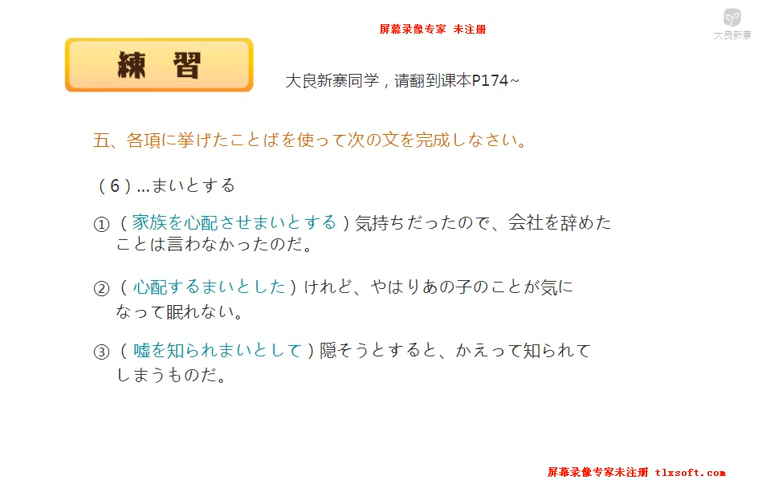 屏幕录像专家 未注册
大良新寨
練 習
大良新寨同学，请翻到课本P174~
五、各項に挙げたことばを使って次の文を完成しなさい。
（6）…まいとする
①（家族を心配させまいとする）気持ちだったので、会社を辞めた
ことは言わなかったのだ。
②（心配するまいとした）けれど、やはりあの子のことが気に
なって眠れない。
③（嘘を知られまいとして）隠そうとすると、かえって知られて
しまうものだ。
屏幕录像专家未注册 tlxsoft.com